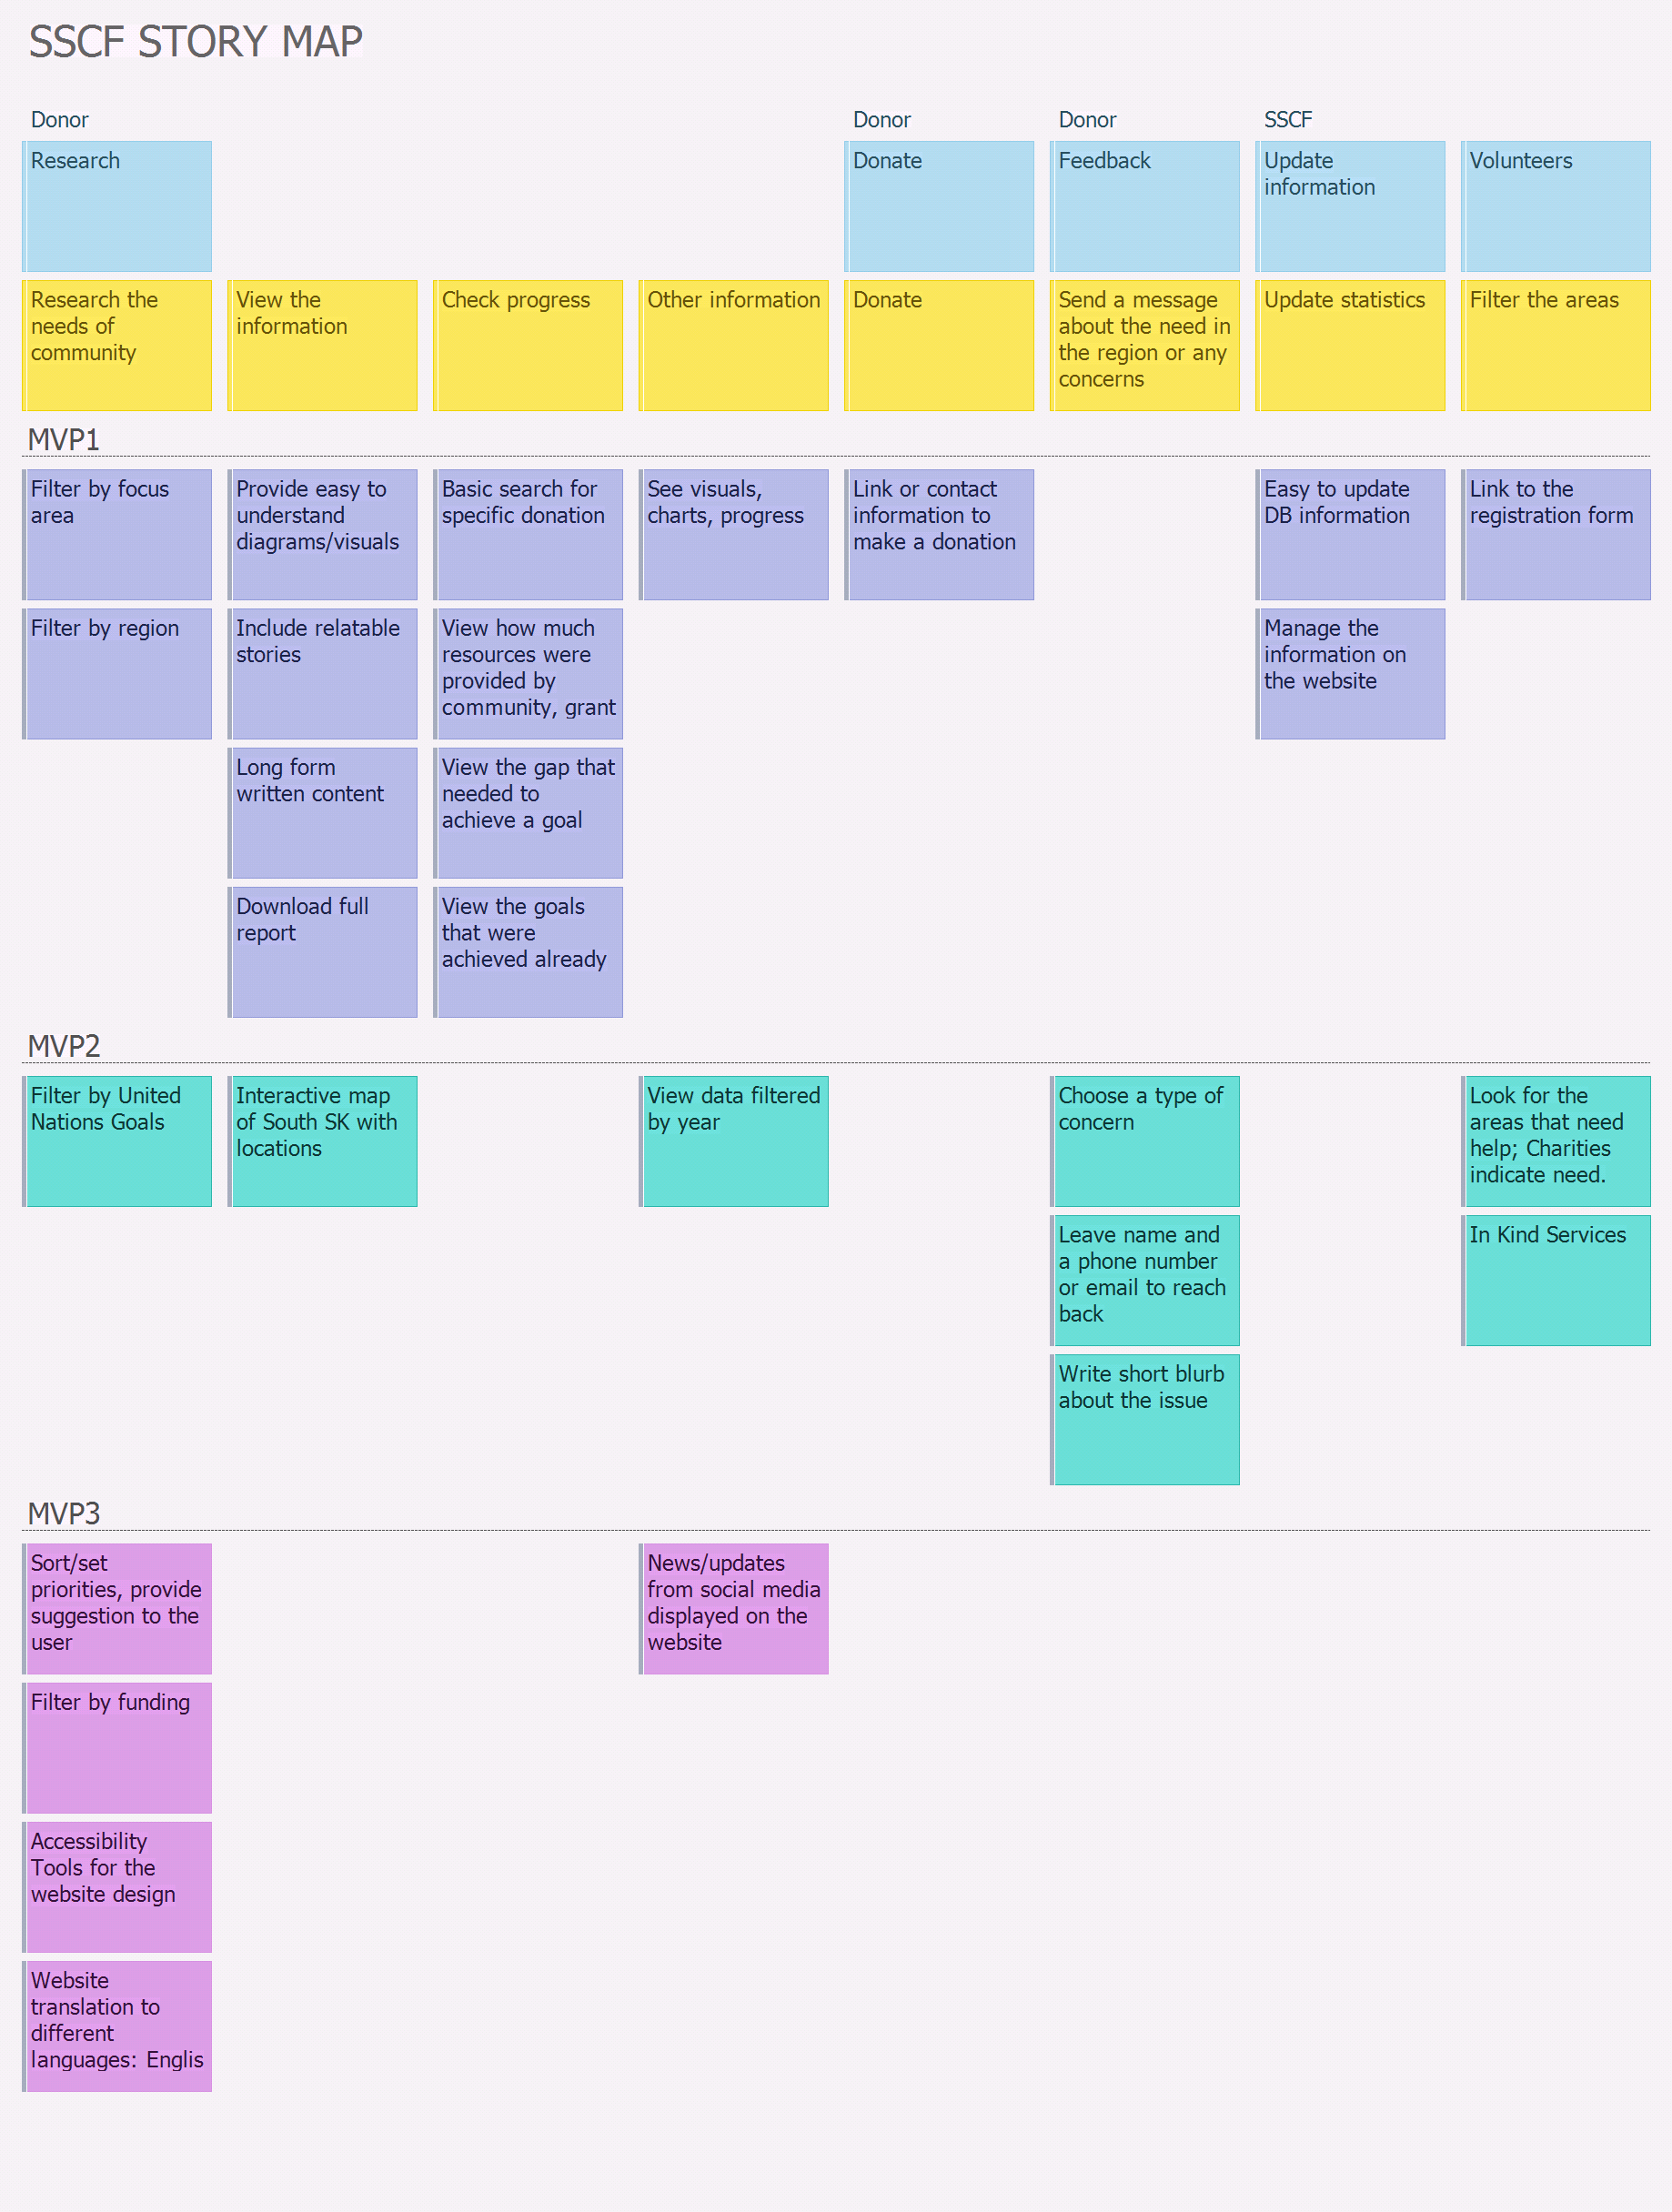 SSCF STORY MAP
Donor
Donor
Donor
SSCF
Research
Donate
Feedback
Update
information
Volunteers
Research the
needs of
community
View the
information
Check progress
Other information
Donate
Send a message
about the need in
the region or any
concerns
Update statistics
Filter the areas
MVP1
Filter by focus
area
Provide easy to
understand
diagrams/visuals
Basic search for
specific donation
See visuals,
charts, progress
Link or contact
information to
make a donation
Easy to update
DB information
Link to the
registration form
Filter by region
Include relatable
stories
View how much
resources were
provided by
community, grant
Manage the
information on
the website
Long form
written content
View the gap that
needed to
achieve a goal
Download full
report
View the goals
that were
achieved already
MVP2
Filter by United
Nations Goals
Interactive map
of South SK with
locations
View data filtered
by year
Choose a type of
concern
Look for the
areas that need
help; Charities
indicate need.
Leave name and
a phone number
or email to reach
back
In Kind Services
Write short blurb
about the issue
MVP3
Sort/set
priorities, provide
suggestion to the
user
News/updates
from social media
displayed on the
website
Filter by funding
Accessibility
Tools for the
website design
Website
translation to
different
languages: Englis